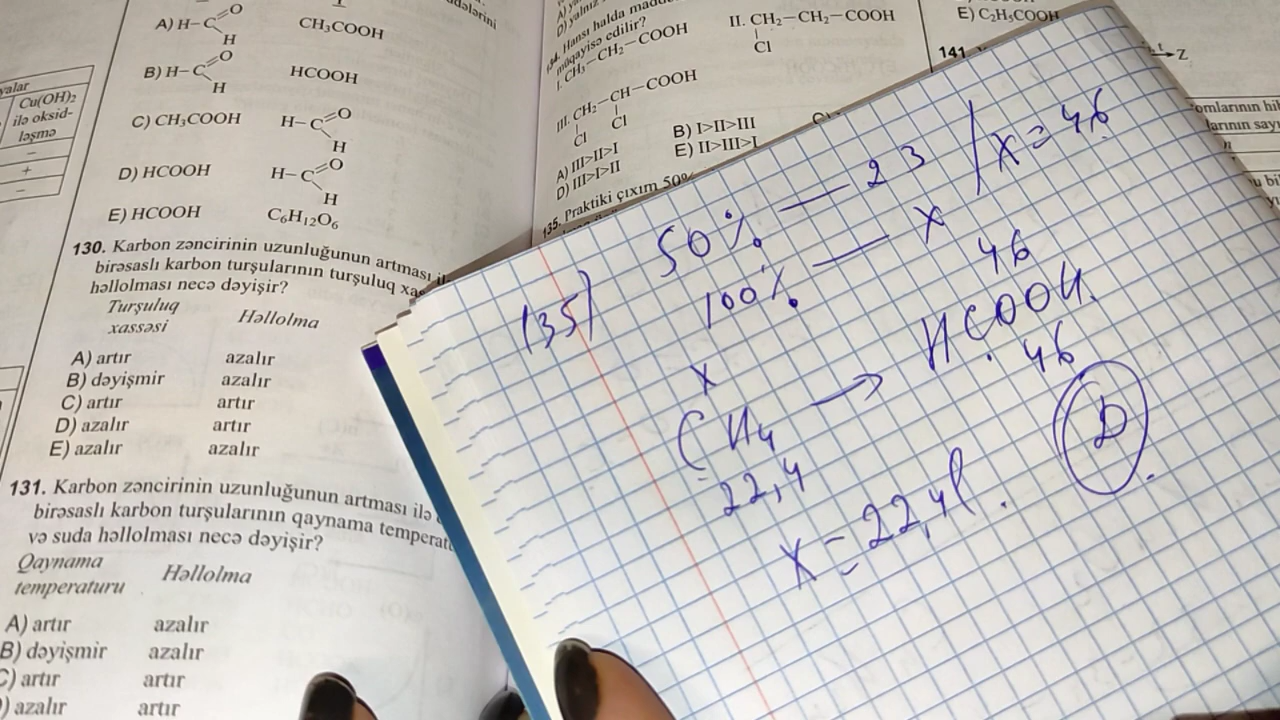 A) H–C=O
H
CH₃COOH
B) H–C=O
H
HCOOH
C) CH₃COOH
H–C=O
H
D) HCOOH
H–C=O
H
E) HCOOH
C₆H₁₂O₆
Cu(OH)₂
ilə oksid-
ləşmə
–
+
–
130. Karbon zəncirinin uzunluğunun artması
birəsaslı karbon turşularının turşuluq
həllolması necə dəyişir?
Turşuluq
xassəsi
Həllolma
A) artır azalır
B) dəyişmir azalır
C) artır artır
D) azalır artır
E) azalır azalır
131. Karbon zəncirinin uzunluğunun artması ilə
birəsaslı karbon turşularının qaynama
və suda həllolması necə dəyişir?
Qaynama
temperaturu
Həllolma
A) artır azalır
B) dəyişmir azalır
C) artır artır
D) azalır artır
134. Hansı halda
müqayisə edilir?
I. CH₃–CH₂–COOH
II. CH₂–CH₂–COOH
Cl
III. CH₂–CH–COOH
Cl Cl
A) III>II>I
B) I>II>III
D) III>I>II
E) II>III>I
135. Praktiki çıxım 50%
E) C₂H₅COOH
141.
t
Z
135)
50% — 23 / x = 46
100% — x
x 46
CH₄ → HCOOH.
22,4 46
x = 22,4 l.
D